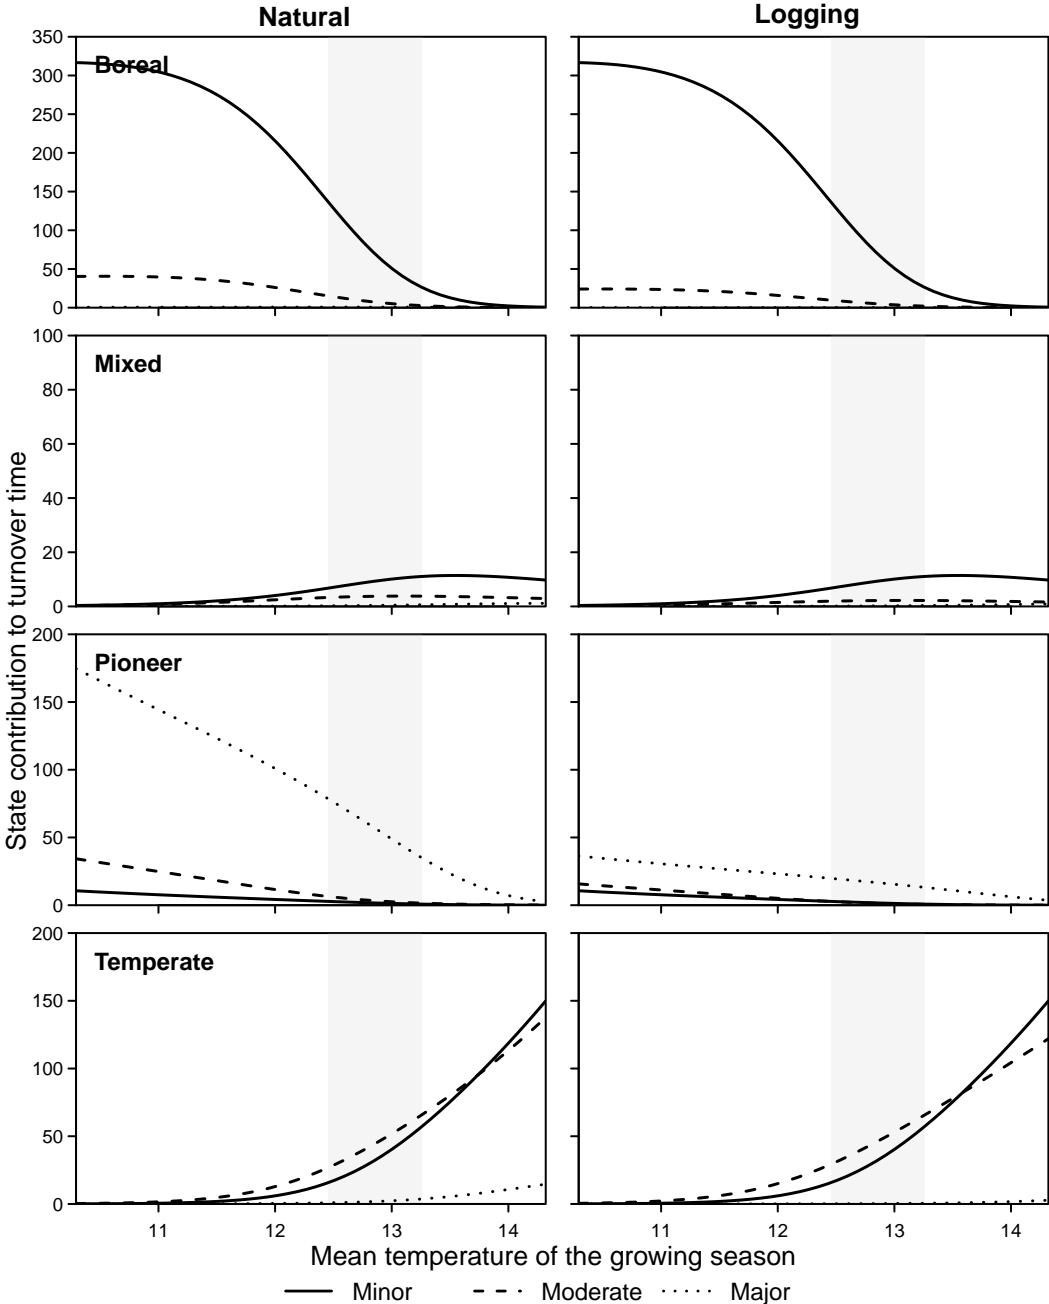 Natural Logging
350
300
250
200
150
100
50
0
Boreal
100
80
60
40
20
0
Mixed
200
150
100
50
0
Pioneer
200
150
100
50
0
Temperate
11 12 13 14 11 12 13 14
State contribution to turnover time
Mean temperature of the growing season
Minor Moderate Major